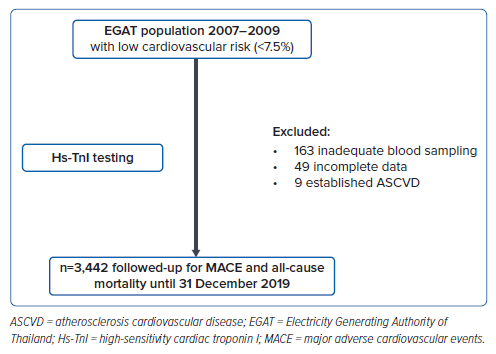 EGAT population 2007–2009
with low cardiovascular risk (<7.5%)
Hs-TnI testing
Excluded:
• 163 inadequate blood sampling
• 49 incomplete data
• 9 established ASCVD
n=3,442 followed-up for MACE and all-cause
mortality until 31 December 2019
ASCVD = atherosclerosis cardiovascular disease; EGAT = Electricity Generating Authority of
Thailand; Hs-TnI = high-sensitivity cardiac troponin I; MACE = major adverse cardiovascular events.